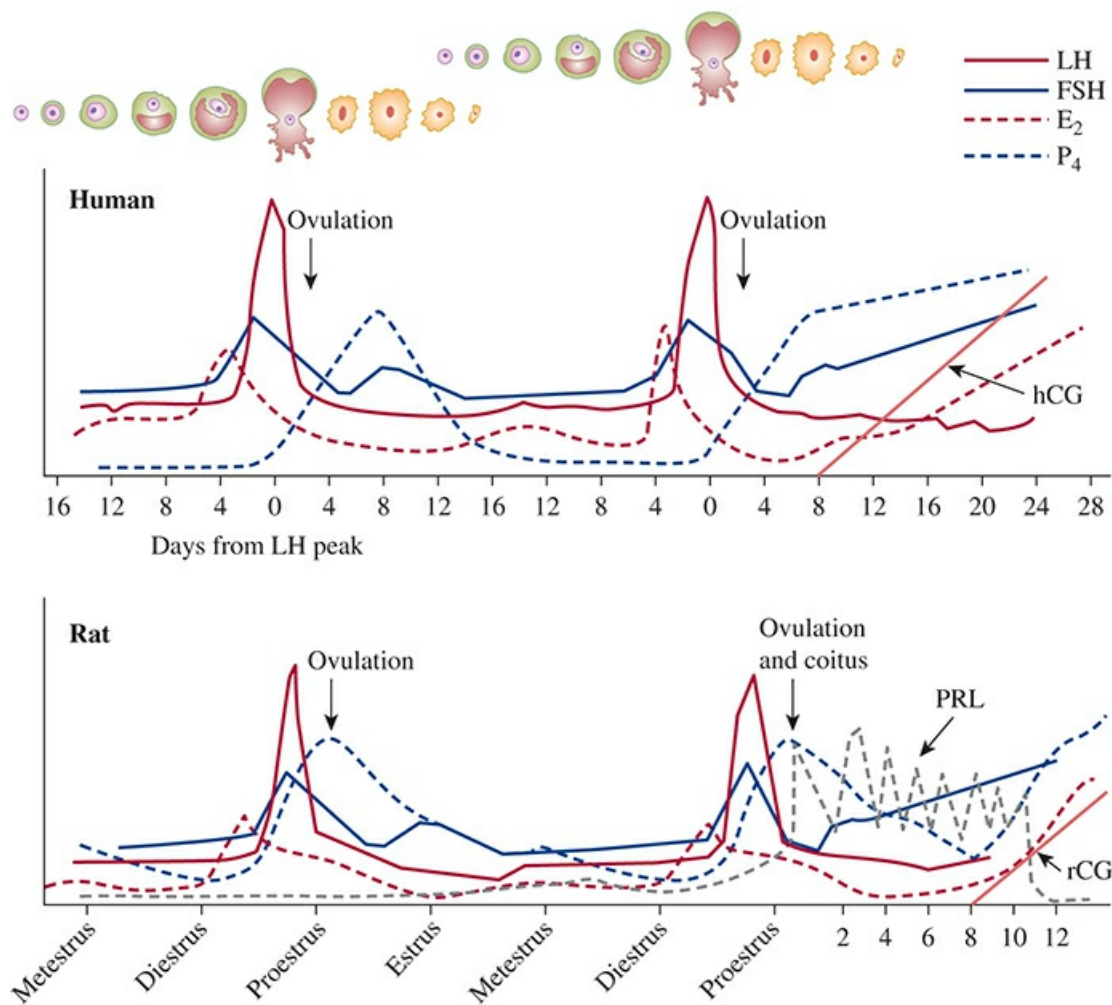 LH
FSH
E₂
P₄
Human
Ovulation
Ovulation
hCG
16 12 8 4 0 4 8 12 16 12 8 4 0 4 8 12 16 20 24 28
Days from LH peak
Rat
Ovulation
Ovulation
and coitus
PRL
rCG
Metestrus Diestrus Proestrus Estrus Metestrus Diestrus Proestrus 2 4 6 8 10 12